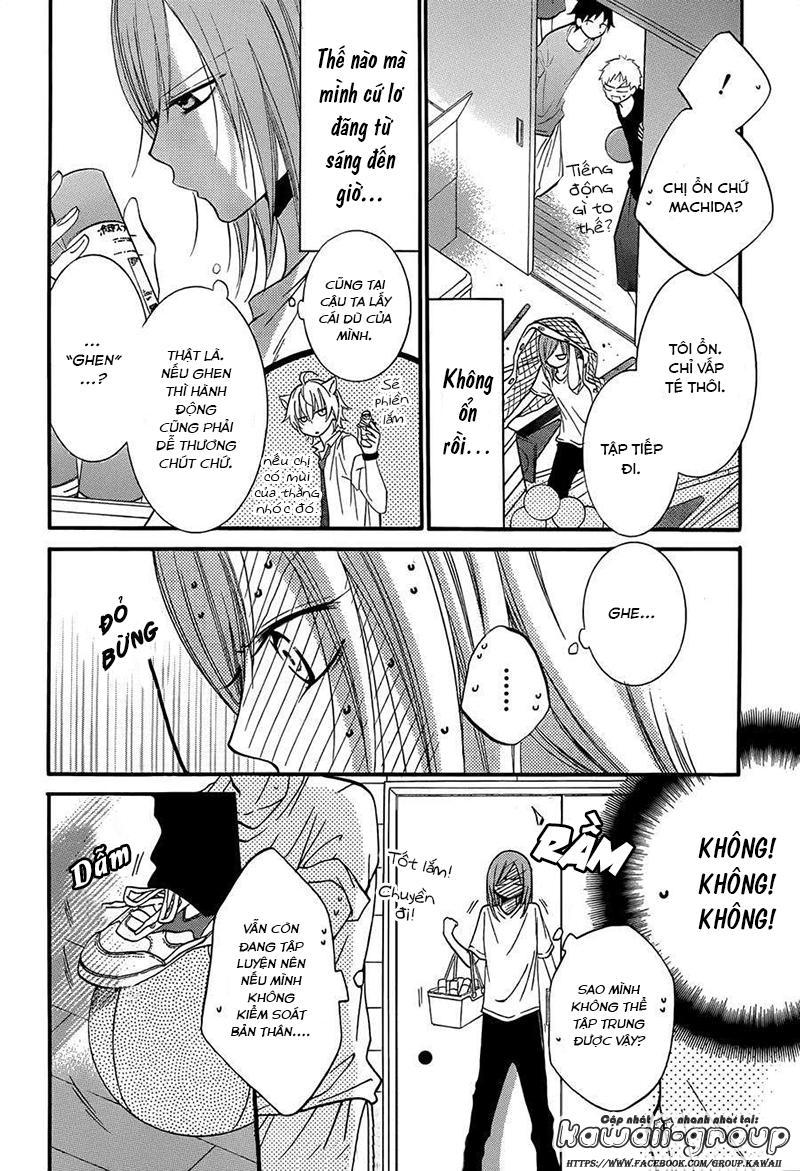 !
CHỊ ỔN CHỨ
MACHIDA?
Tiếng
động
gì to
thế?
TÔI ỔN.
CHỈ VẤP
TÉ THÔI.
TẬP TIẾP
ĐI.
Không
ổn
rồi...
Thế nào mà
mình cứ lơ
đãng từ
sáng đến
giờ...
CŨNG TẠI
CẬU TA LẤY
CÁI DÙ CỦA
MÌNH.
Sẽ
phiền
lắm
nếu chị
có mùi
của thằng
nhóc đó
THẬT LÀ.
NẾU GHEN
THÌ HÀNH
ĐỘNG
CŨNG PHẢI
DỄ THƯƠNG
CHÚT CHỨ.
...
"GHEN"
...?
GHE...
......
ĐỎ
BỪNG
KHÔNG!
KHÔNG!
KHÔNG!
RẦM
SAO MÌNH
KHÔNG THỂ
TẬP TRUNG
ĐƯỢC VẬY?
Tốt lắm!
Chuyền
đi!
Dẫm
VẪN CÒN
ĐANG TẬP
LUYỆN NÊN
NẾU MÌNH
KHÔNG
KIỂM SOÁT
BẢN THÂN....
Cập nhật nhanh nhất tại:
kawaii-group
HTTPS://WWW.FACEBOOK.COM/GROUP.KAWAII